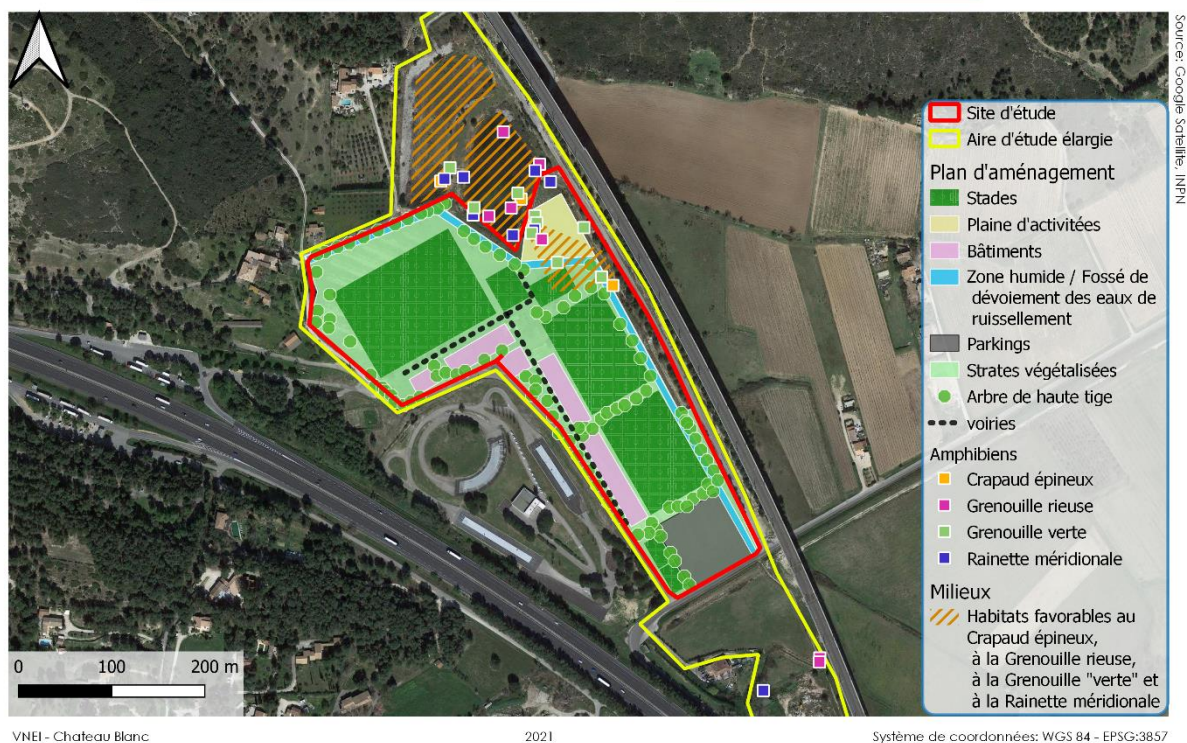 Source: Google Satellite, INPN
Site d'étude
Aire d'étude élargie
Plan d'aménagement
Stades
Plaine d'activitées
Bâtiments
Zone humide / Fossé de
dévoiement des eaux de
ruissellement
Parkings
Strates végétalisées
Arbre de haute tige
voiries
Amphibiens
Crapaud épineux
Grenouille rieuse
Grenouille verte
Rainette méridionale
Milieux
Habitats favorables au
Crapaud épineux,
à la Grenouille rieuse,
à la Grenouille "verte" et
à la Rainette méridionale
0 100 200 m
VNEI - Chateau Blanc
2021
Système de coordonnées: WGS 84 - EPSG:3857